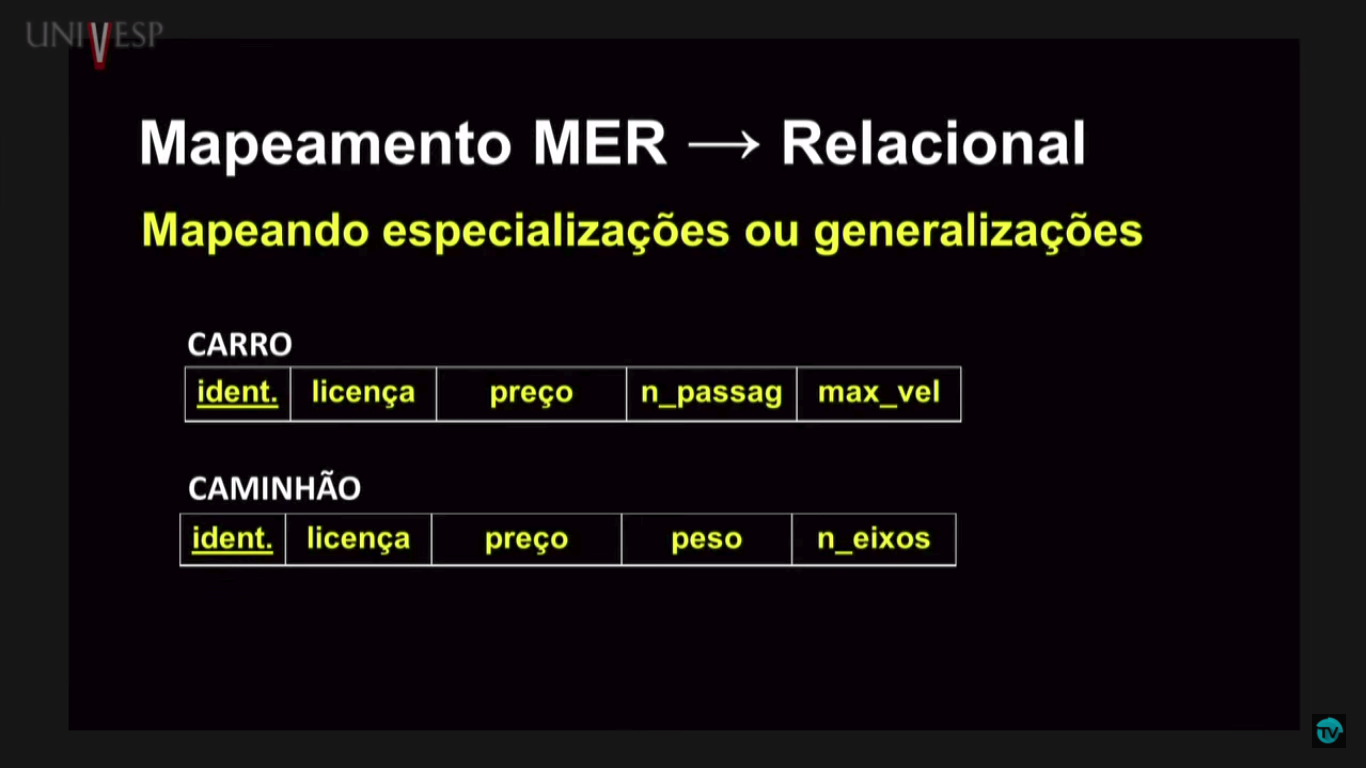 UNIVESP
Mapeamento MER → Relacional
Mapeando especializações ou generalizações
CARRO
ident. licença preço n_passag max_vel
CAMINHÃO
ident. licença preço peso n_eixos
TV